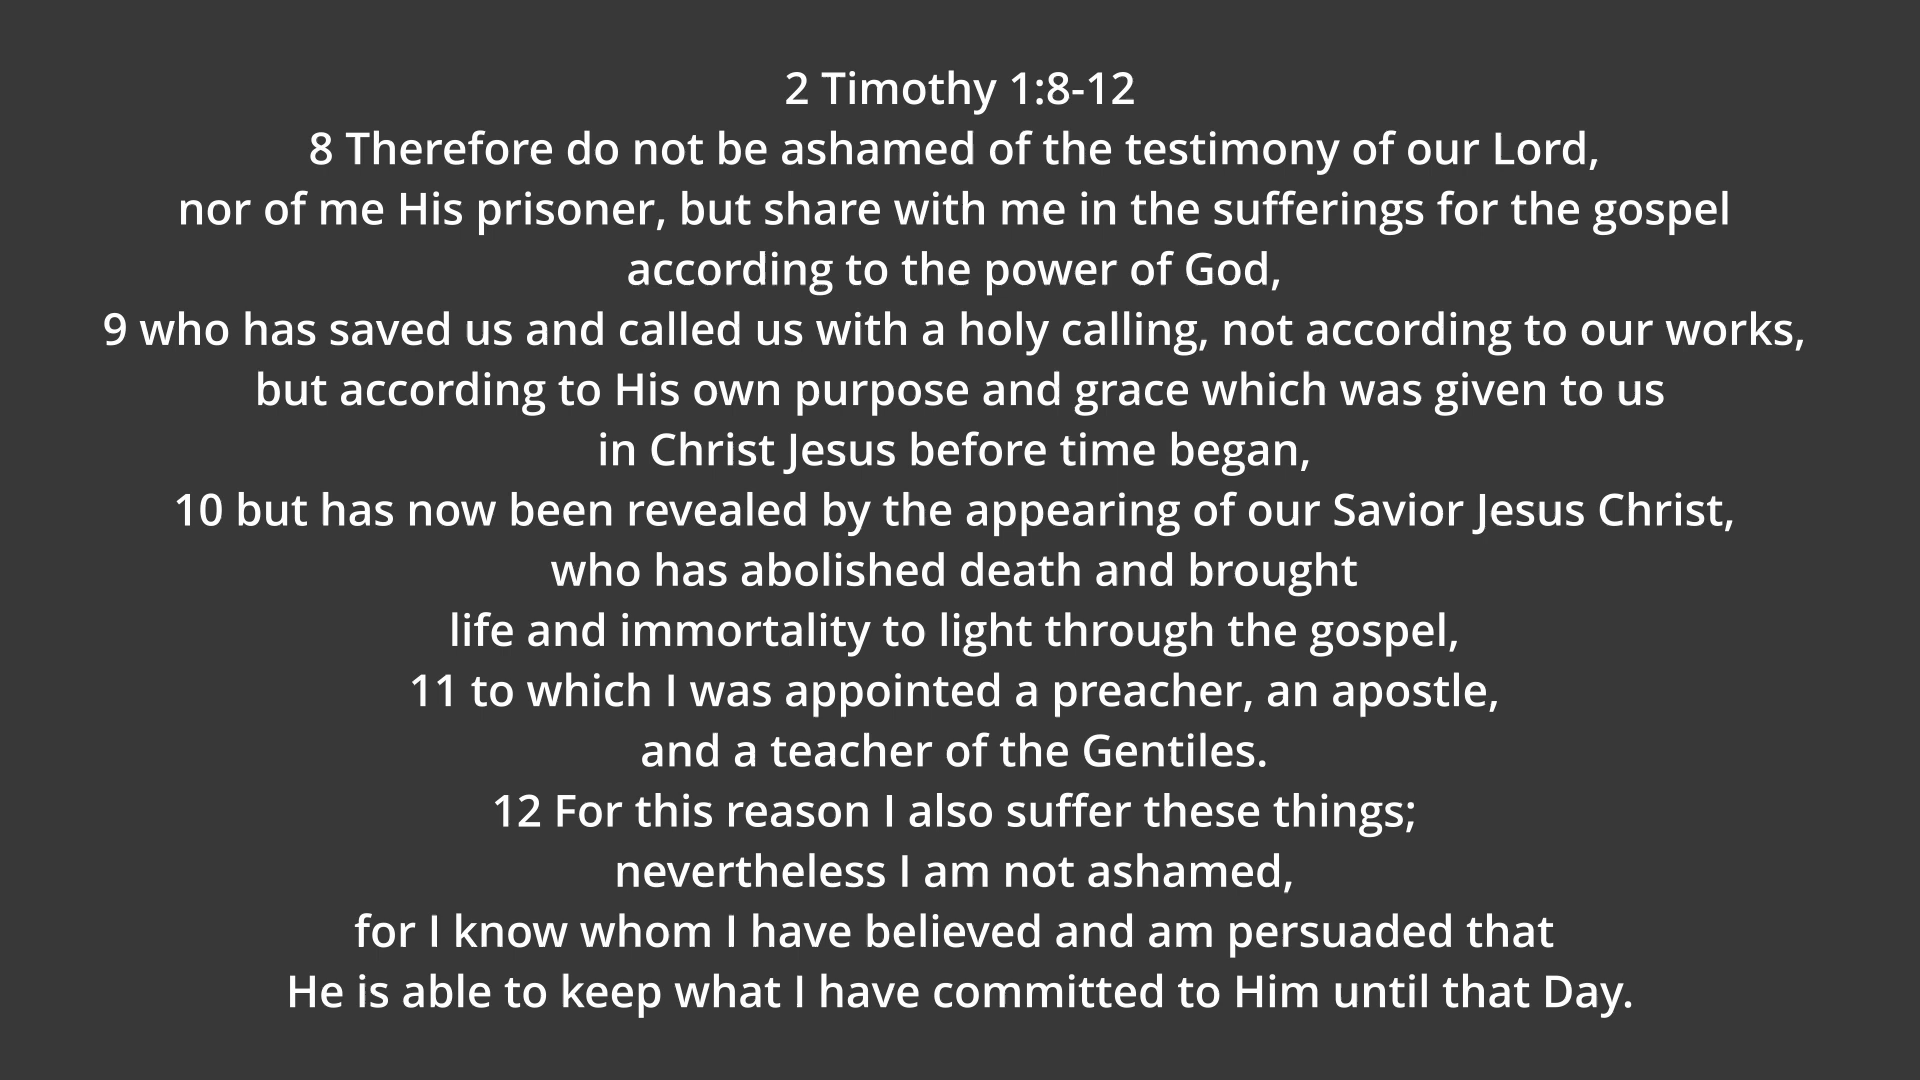 2 Timothy 1:8-12
8 Therefore do not be ashamed of the testimony of our Lord,
nor of me His prisoner, but share with me in the sufferings for the gospel
according to the power of God,
9 who has saved us and called us with a holy calling, not according to our works,
but according to His own purpose and grace which was given to us
in Christ Jesus before time began,
10 but has now been revealed by the appearing of our Savior Jesus Christ,
who has abolished death and brought
life and immortality to light through the gospel,
11 to which I was appointed a preacher, an apostle,
and a teacher of the Gentiles.
12 For this reason I also suffer these things;
nevertheless I am not ashamed,
for I know whom I have believed and am persuaded that
He is able to keep what I have committed to Him until that Day.